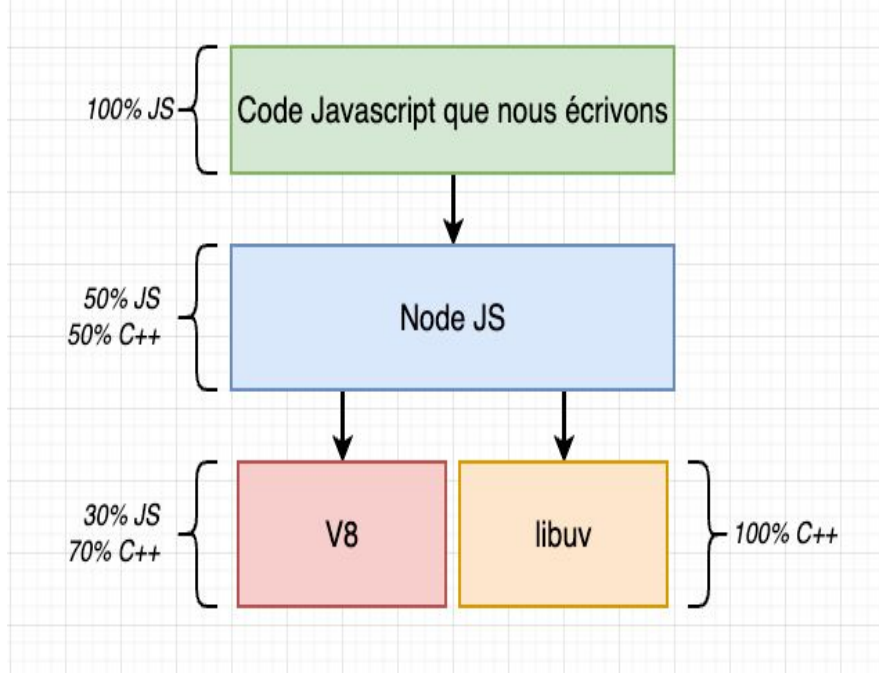 100% JS
Code Javascript que nous écrivons
50% JS
50% C++
Node JS
30% JS
70% C++
V8
libuv
100% C++